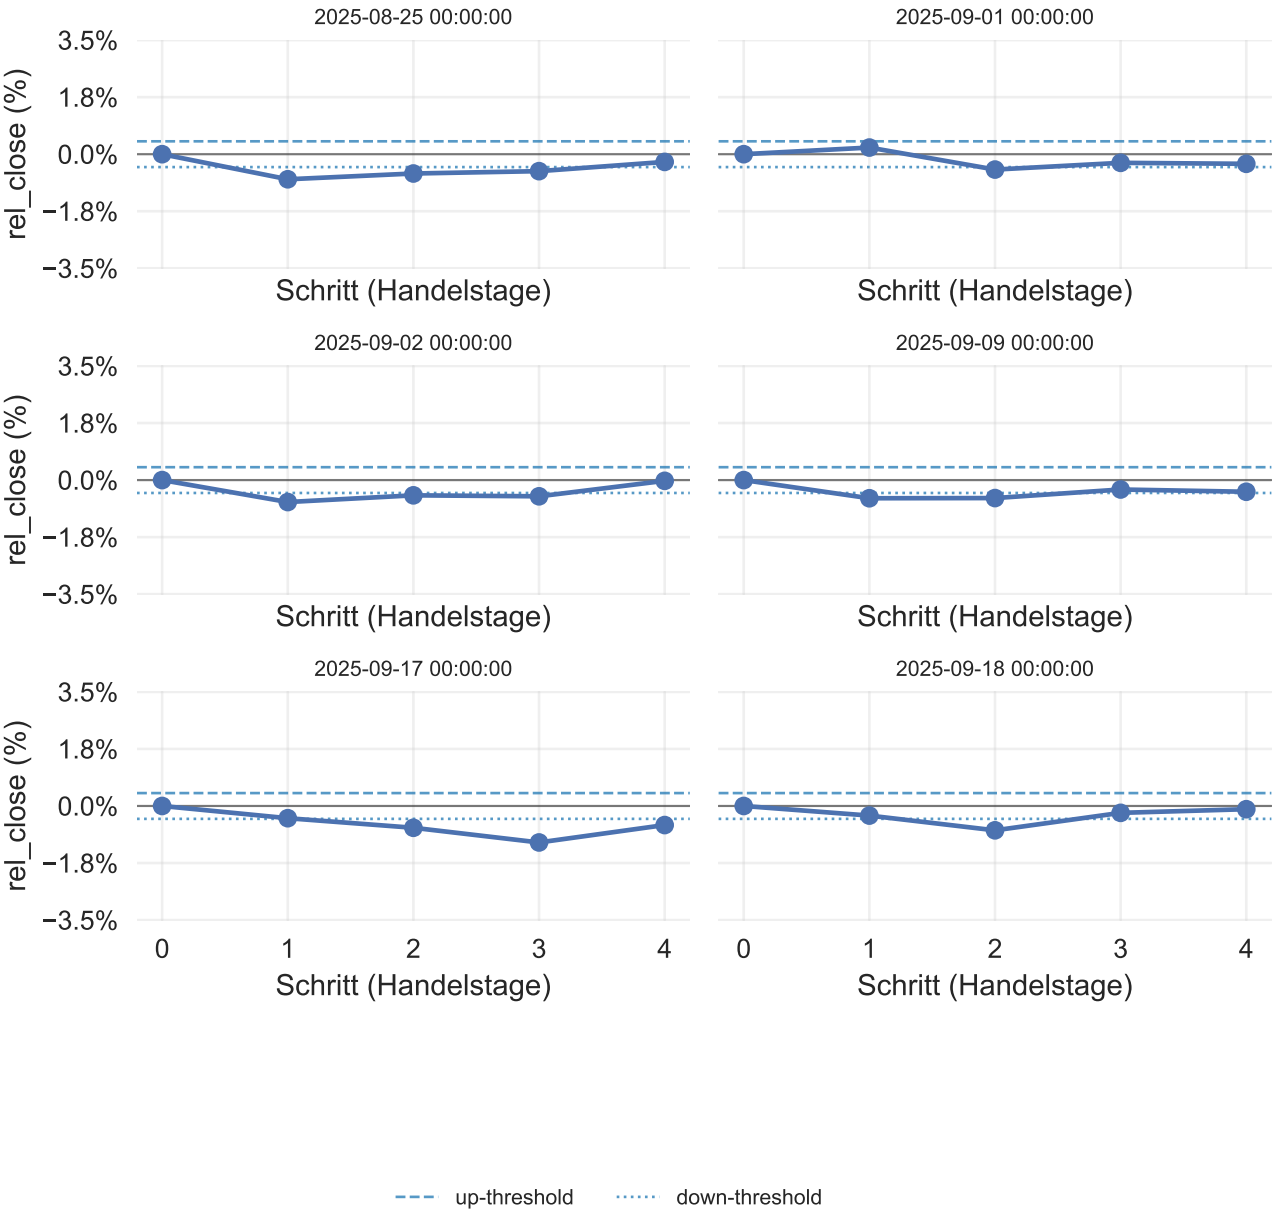 2025-08-25 00:00:00
2025-09-01 00:00:00
3.5%
1.8%
0.0%
−1.8%
−3.5%
rel_close (%)
Schritt (Handelstage)
Schritt (Handelstage)
2025-09-02 00:00:00
2025-09-09 00:00:00
3.5%
1.8%
0.0%
−1.8%
−3.5%
rel_close (%)
Schritt (Handelstage)
Schritt (Handelstage)
2025-09-17 00:00:00
2025-09-18 00:00:00
3.5%
1.8%
0.0%
−1.8%
−3.5%
rel_close (%)
0 1 2 3 4
0 1 2 3 4
Schritt (Handelstage)
Schritt (Handelstage)
up-threshold
down-threshold